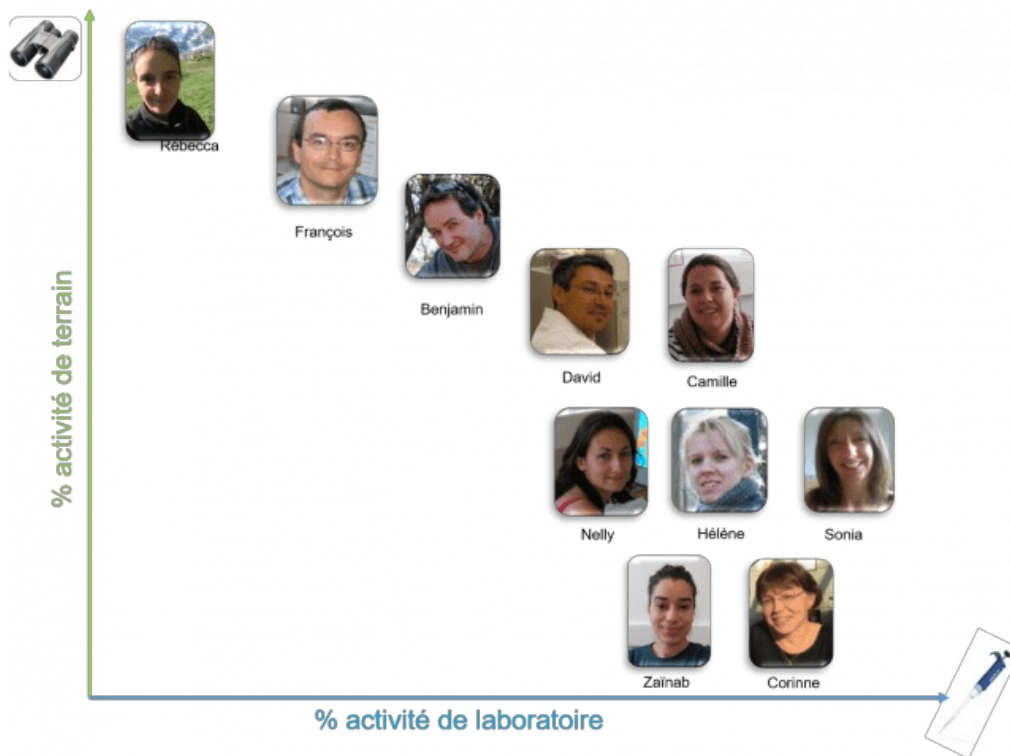 Rébecca
François
Benjamin
David
Camille
Nelly
Hélène
Sonia
Zaïnab
Corinne
% activité de terrain
% activité de laboratoire